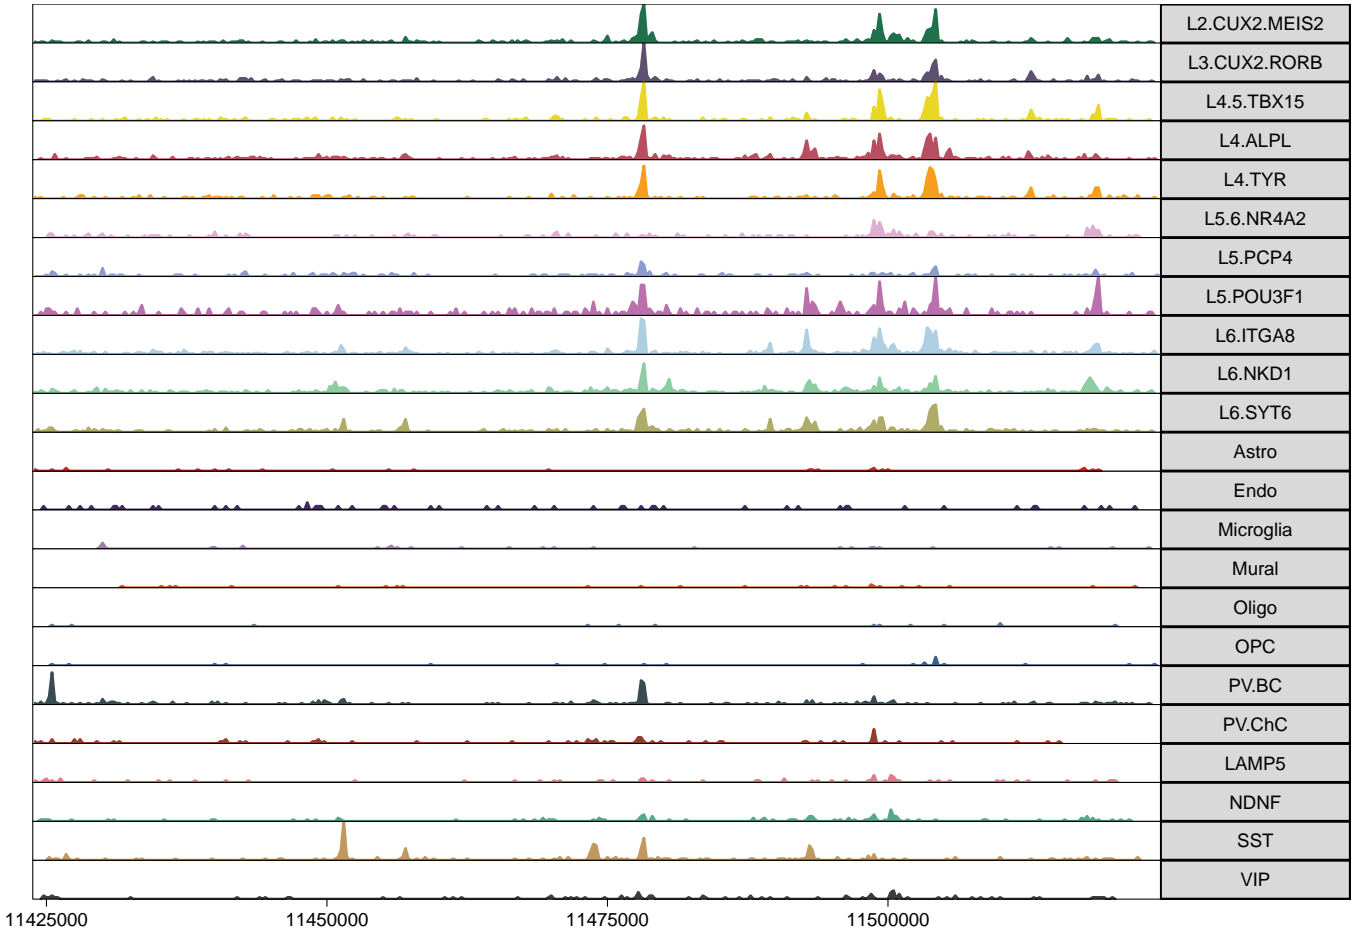 L2.CUX2.MEIS2
L3.CUX2.RORB
L4.5.TBX15
L4.ALPL
L4.TYR
L5.6.NR4A2
L5.PCP4
L5.POU3F1
L6.ITGA8
L6.NKD1
L6.SYT6
Astro
Endo
Microglia
Mural
Oligo
OPC
PV.BC
PV.ChC
LAMP5
NDNF
SST
VIP
11425000 11450000 11475000 11500000